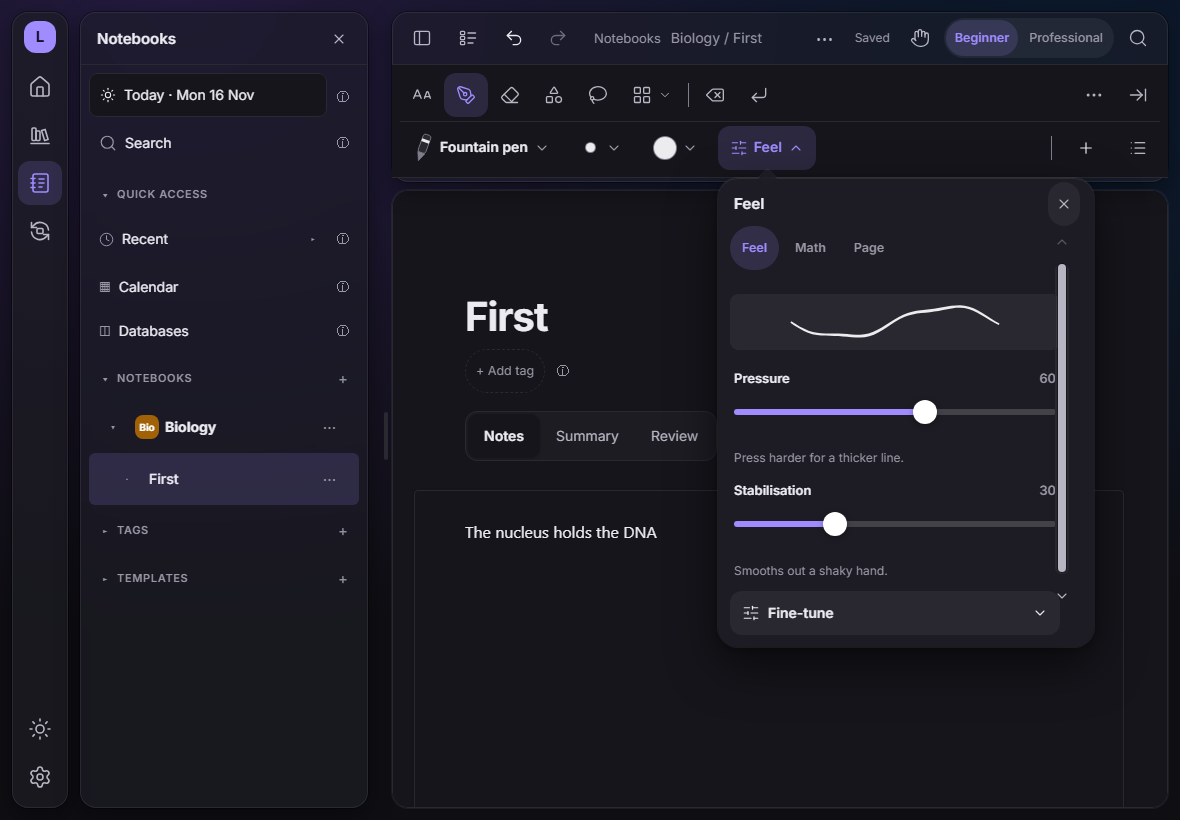 L
Notebooks
Today · Mon 16 Nov
Search
QUICK ACCESS
Recent
Calendar
Databases
NOTEBOOKS
Bio Biology
First
TAGS
TEMPLATES
Notebooks Biology / First
Saved
Beginner Professional
AA
Fountain pen
Feel
First
+ Add tag
Notes Summary Review
The nucleus holds the DNA
Feel
Feel Math Page
Pressure 60
Press harder for a thicker line.
Stabilisation 30
Smooths out a shaky hand.
Fine-tune